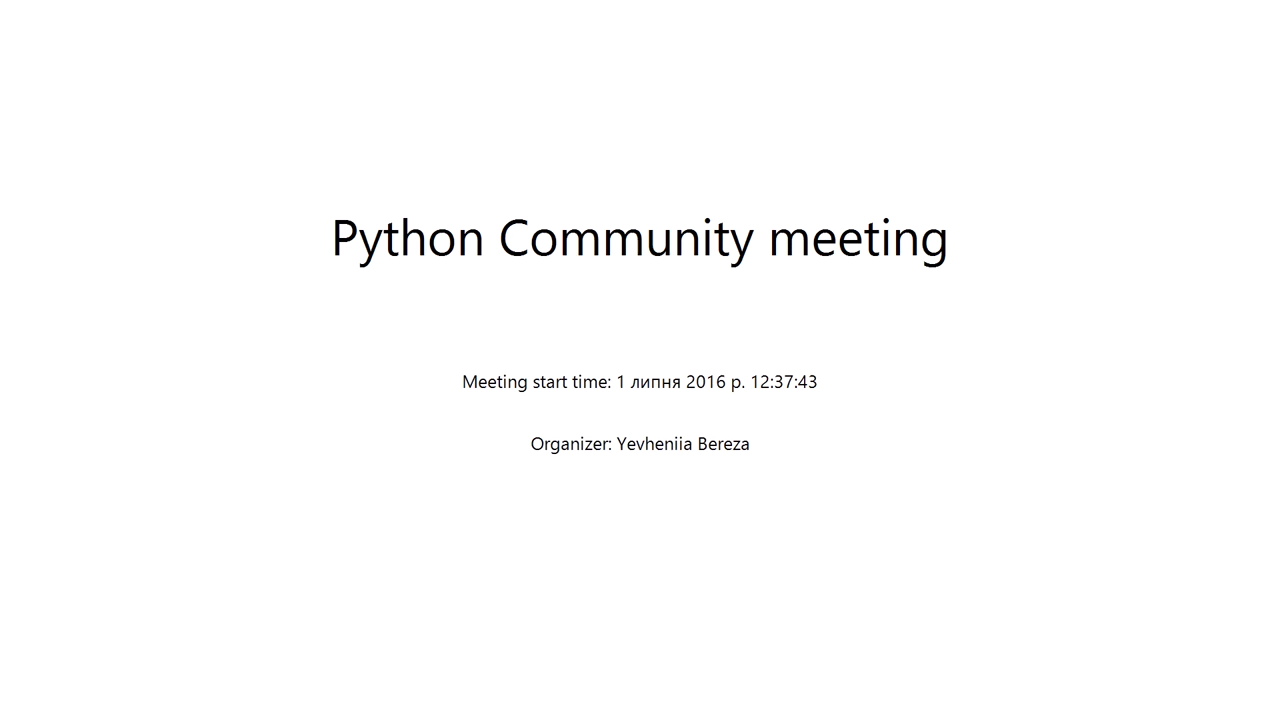 Python Community meeting
Meeting start time: 1 липня 2016 р. 12:37:43
Organizer: Yevheniia Bereza